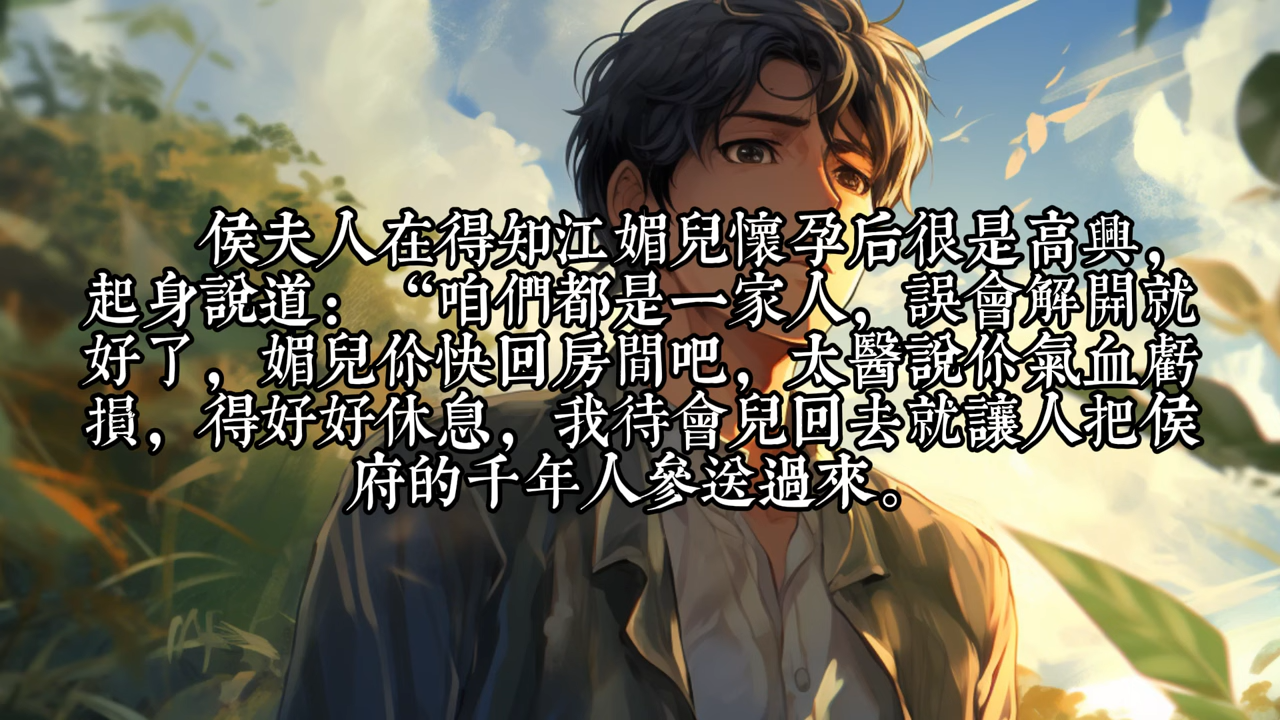 侯夫人在得知江媚兒懷孕后很是高興，
起身說道：“咱們都是一家人，誤會解開就
好了，媚兒你快回房間吧，太醫說你氣血虧
損，得好好休息，我待會兒回去就讓人把侯
府的千年人參送過來。